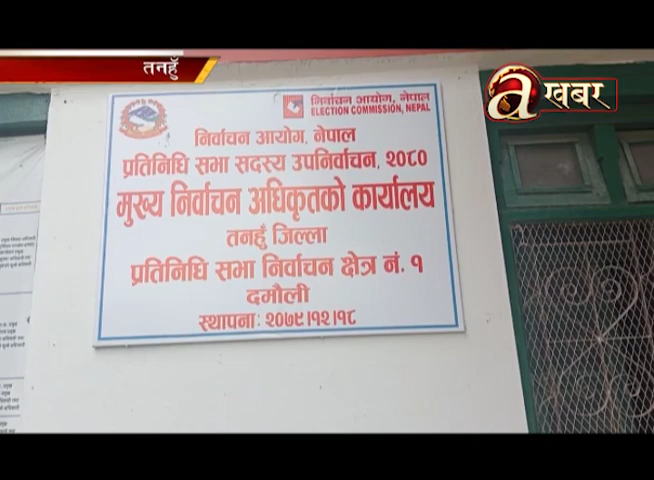 तनहुँ
a खबर
निर्वाचन आयोग, नेपाल
ELECTION COMMISSION, NEPAL
निर्वाचन आयोग, नेपाल
प्रतिनिधि सभा सदस्य उपनिर्वाचन, २०८०
मुख्य निर्वाचन अधिकृतको कार्यालय
तनहुँ जिल्ला
प्रतिनिधि सभा निर्वाचन क्षेत्र नं. १
दमौली
स्थापना: २०७९।१२।१८